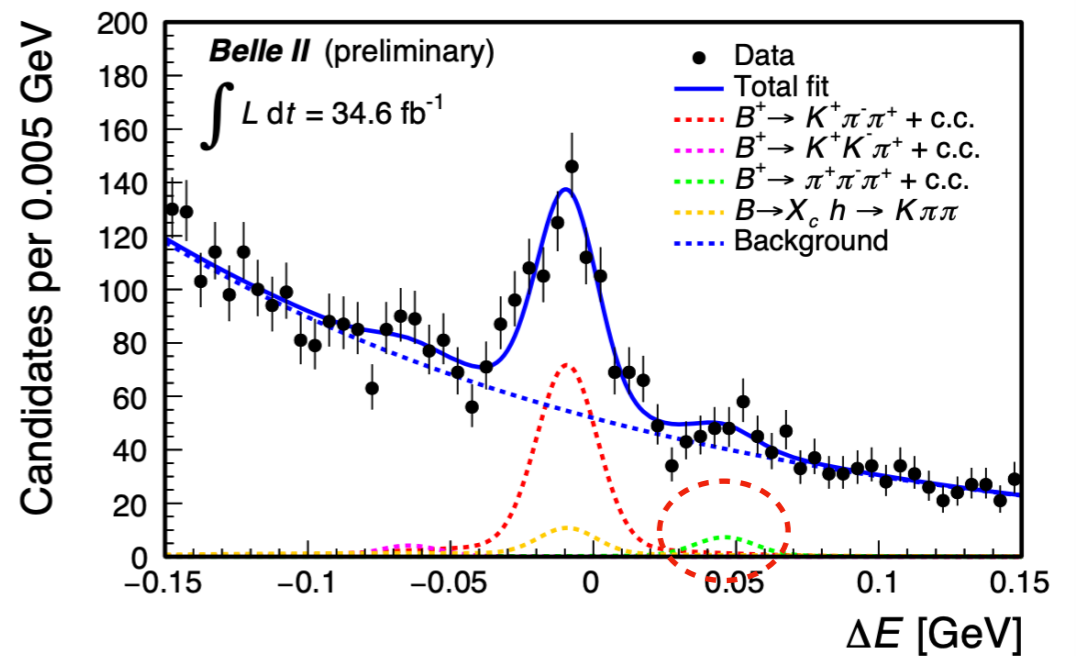 Candidates per 0.005 GeV
200
180
160
140
120
100
80
60
40
20
0
Belle II (preliminary)
∫ L dt = 34.6 fb⁻¹
Data
Total fit
B⁺→ K⁺π⁻π⁺ + c.c.
B⁺→ K⁺K⁻π⁺ + c.c.
B⁺→ π⁺π⁻π⁺ + c.c.
B→X_c h → Kππ
Background
−0.15 −0.1 −0.05 0 0.05 0.1 0.15
ΔE [GeV]